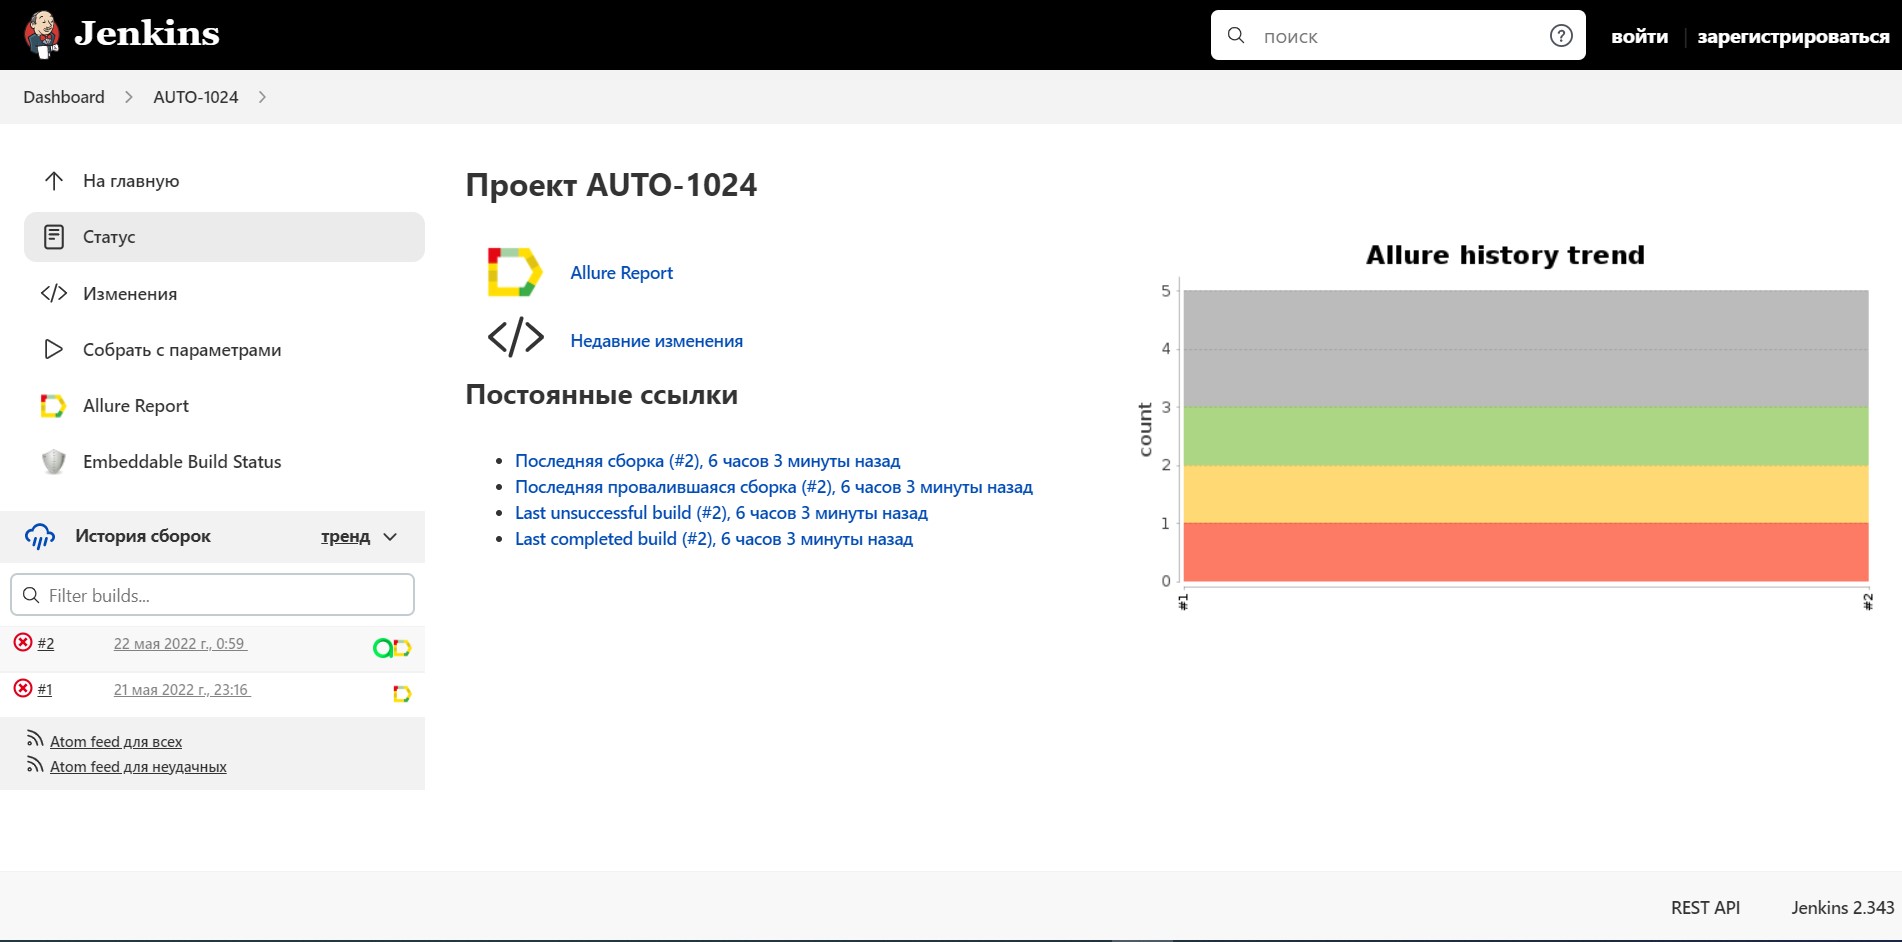 Jenkins
поиск
войти
зарегистрироваться
Dashboard
AUTO-1024
На главную
Статус
Изменения
Собрать с параметрами
Allure Report
Embeddable Build Status
История сборок
тренд
Filter builds...
#2 22 мая 2022 г., 0:59
#1 21 мая 2022 г., 23:16
Atom feed для всех
Atom feed для неудачных
Проект AUTO-1024
Allure Report
Недавние изменения
Постоянные ссылки
Последняя сборка (#2), 6 часов 3 минуты назад
Последняя провалившаяся сборка (#2), 6 часов 3 минуты назад
Last unsuccessful build (#2), 6 часов 3 минуты назад
Last completed build (#2), 6 часов 3 минуты назад
Allure history trend
count
5
4
3
2
1
0
#1
#2
REST API
Jenkins 2.343